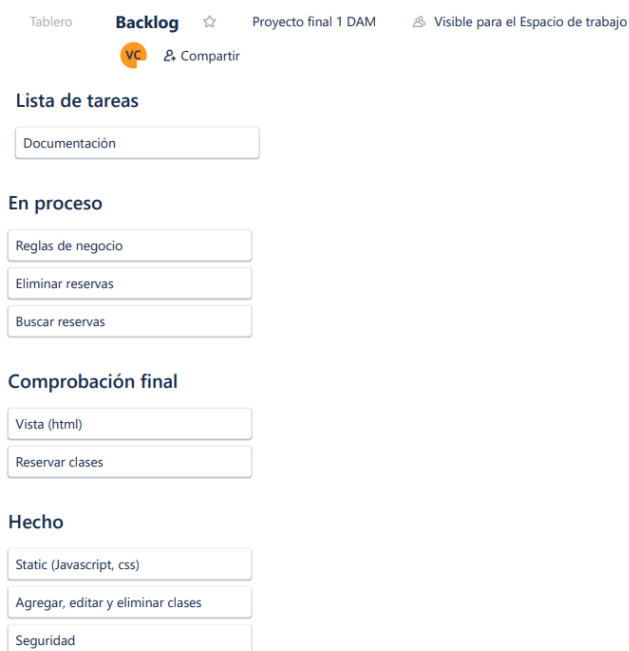 Tablero Backlog Proyecto final 1 DAM Visible para el Espacio de trabajo
VC Compartir
Lista de tareas
Documentación
En proceso
Reglas de negocio
Eliminar reservas
Buscar reservas
Comprobación final
Vista (html)
Reservar clases
Hecho
Static (Javascript, css)
Agregar, editar y eliminar clases
Seguridad